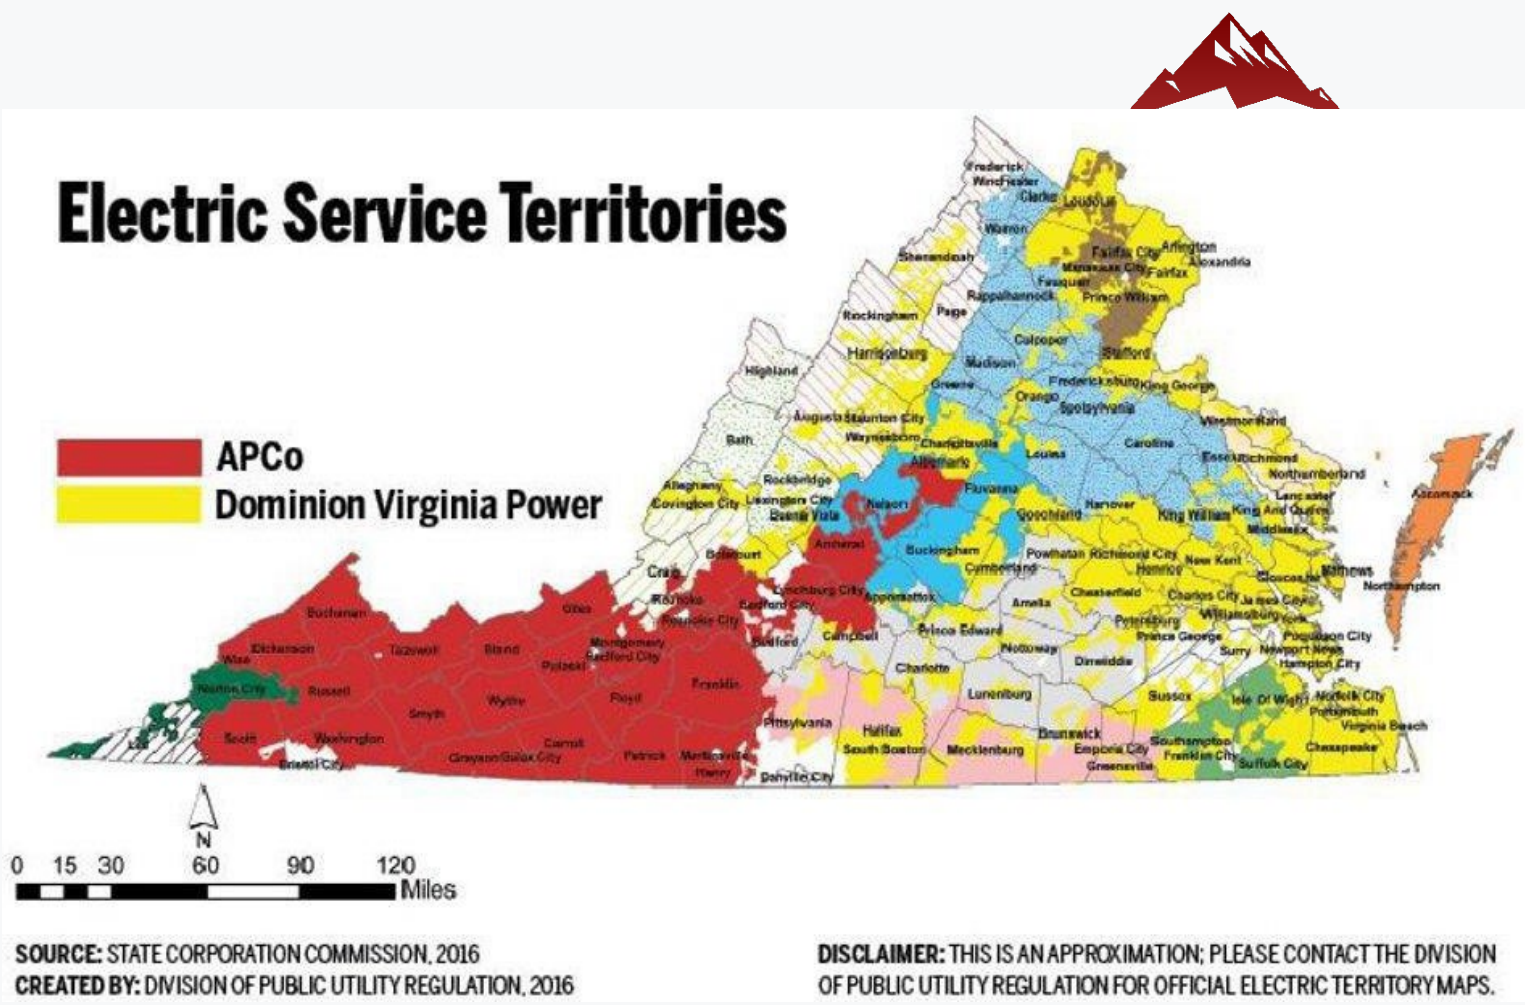 Electric Service Territories
APCo
Dominion Virginia Power
Frederick
Winchester
Clarke
Loudoun
Warren
Shenandoah
Fairfax City
Arlington
Alexandria
Manassas City
Fairfax
Fauquier
Prince William
Rappahannock
Page
Rockingham
Culpeper
Stafford
Harrisonburg
Madison
Highland
Greene
Fredericksburg
King George
Orange
Spotsylvania
Augusta
Staunton City
Westmoreland
Waynesboro
Charlottesville
Bath
Caroline
Louisa
Essex
Richmond
Albemarle
Northumberland
Rockbridge
Alleghany
Fluvanna
Lancaster
Accomack
Covington City
Lexington City
Nelson
Hanover
King William
King And Queen
Buena Vista
Goochland
Middlesex
Amherst
Buckingham
Powhatan
Richmond City
Botetourt
Henrico
New Kent
Cumberland
Craig
Gloucester
Mathews
Northampton
Lynchburg City
Appomattox
Amelia
Chesterfield
Charles City
James City
Roanoke
Bedford City
Giles
Buchanan
Williamsburg
York
Roanoke City
Petersburg
Prince George
Poquoson City
Prince Edward
Campbell
Bedford
Montgomery
Radford City
Dickenson
Tazewell
Bland
Nottoway
Surry
Newport News
Wise
Pulaski
Dinwiddie
Hampton City
Charlotte
Norton City
Russell
Franklin
Floyd
Wythe
Lunenburg
Sussex
Isle Of Wight
Norfolk City
Portsmouth
Smyth
Pittsylvania
Halifax
Virginia Beach
Scott
Washington
Brunswick
Lee
Carroll
South Boston
Mecklenburg
Emporia City
Southampton
Chesapeake
Grayson
Galax City
Patrick
Martinsville
Franklin City
Bristol City
Henry
Danville City
Greensville
Suffolk City
N
0 15 30 60 90 120
Miles
SOURCE: STATE CORPORATION COMMISSION, 2016
CREATED BY: DIVISION OF PUBLIC UTILITY REGULATION, 2016
DISCLAIMER: THIS IS AN APPROXIMATION; PLEASE CONTACT THE DIVISION
OF PUBLIC UTILITY REGULATION FOR OFFICIAL ELECTRIC TERRITORY MAPS.